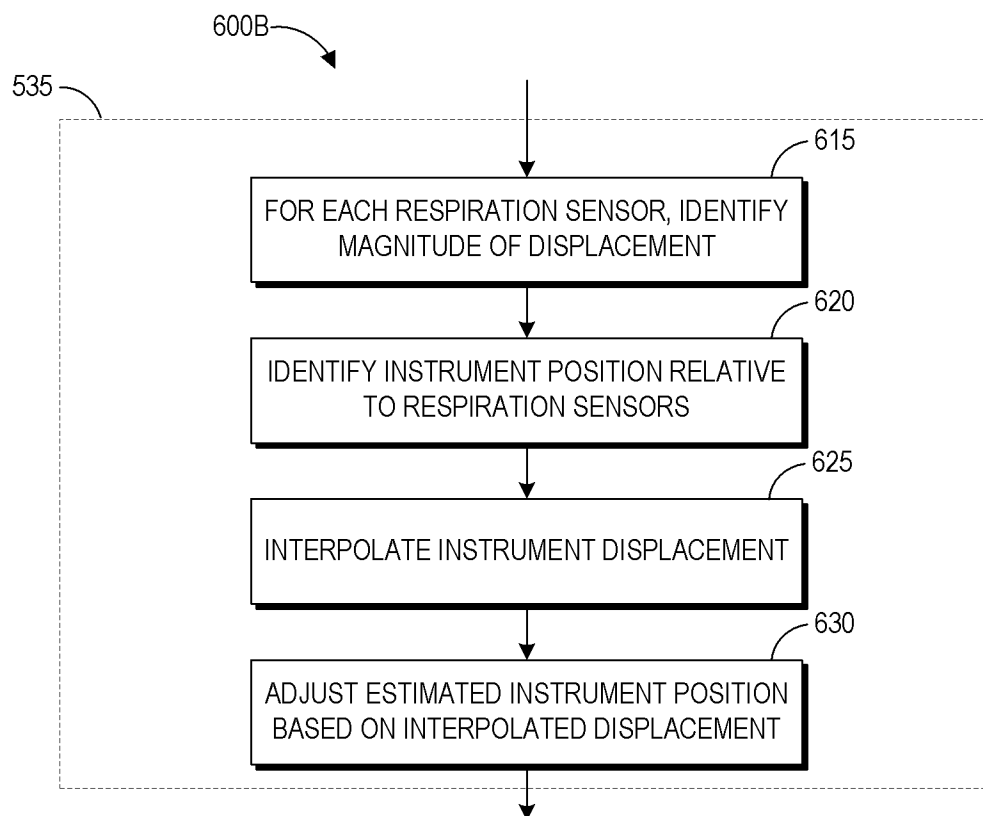 600B
535
615
FOR EACH RESPIRATION SENSOR, IDENTIFY
MAGNITUDE OF DISPLACEMENT
620
IDENTIFY INSTRUMENT POSITION RELATIVE
TO RESPIRATION SENSORS
625
INTERPOLATE INSTRUMENT DISPLACEMENT
630
ADJUST ESTIMATED INSTRUMENT POSITION
BASED ON INTERPOLATED DISPLACEMENT